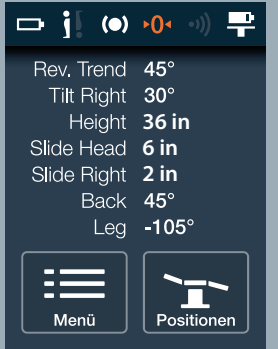 0
Rev. Trend 45°
Tilt Right 30°
Height 36 in
Slide Head 6 in
Slide Right 2 in
Back 45°
Leg -105°
Menü Positionen